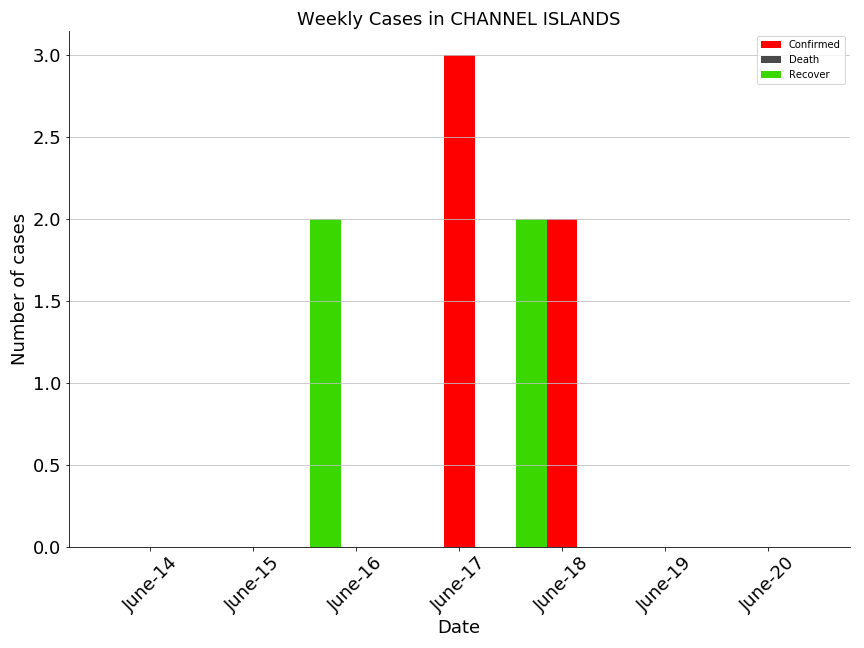 Weekly Cases in CHANNEL ISLANDS
Confirmed
Death
Recover
Number of cases
3.0
2.5
2.0
1.5
1.0
0.5
0.0
June-14
June-15
June-16
June-17
June-18
June-19
June-20
Date